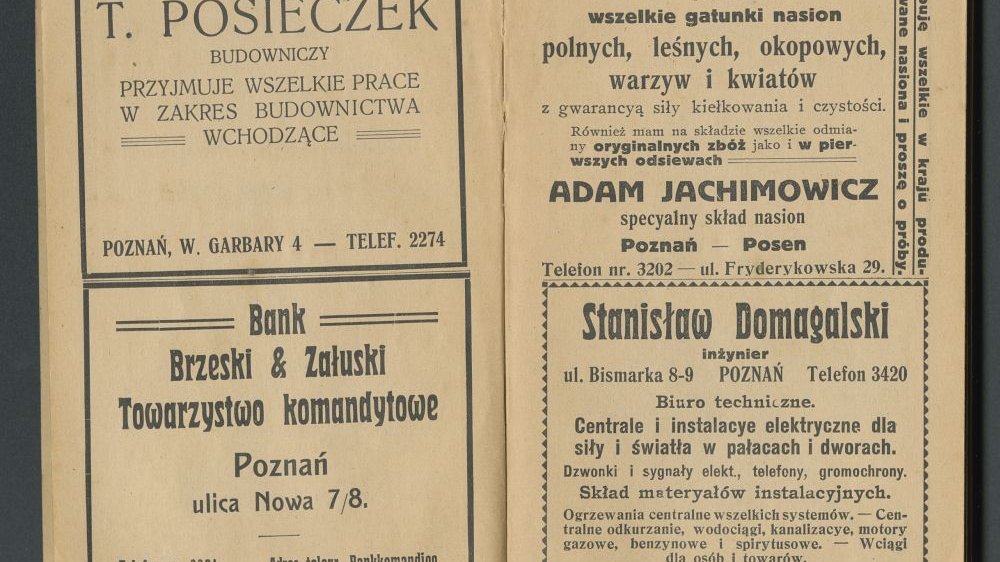 T. POSIECZEK
BUDOWNICZY
PRZYJMUJE WSZELKIE PRACE
W ZAKRES BUDOWNICTWA
WCHODZĄCE
POZNAŃ, W. GARBARY 4 — TELEF. 2274
Bank
Brzeski & Załuski
Towarzystwo komandytowe
Poznań
ulica Nowa 7/8.
wszelkie gatunki nasion
polnych, leśnych, okopowych,
warzyw i kwiatów
z gwarancyą siły kiełkowania i czystości.
Również mam na składzie wszelkie odmia-
ny oryginalnych zbóż jako i w pier-
wszych odsiewach
ADAM JACHIMOWICZ
specyalny skład nasion
Poznań — Posen
Telefon nr. 3202 — ul. Fryderykowska 29.
wszelkie w kraju produ-
wane nasiona i proszę o próby.
Stanisław Domagalski
inżynier
ul. Bismarka 8-9 POZNAŃ Telefon 3420
Biuro techniczne.
Centrale i instalacye elektryczne dla
siły i światła w pałacach i dworach.
Dzwonki i sygnały elekt., telefony, gromochrony.
Skład materyałów instalacyjnych.
Ogrzewania centralne wszelkich systemów. — Cen-
tralne odkurzanie, wodociągi, kanalizacye, motory
gazowe, benzynowe i spirytusowe. — Wciągi
dla osób i towarów.